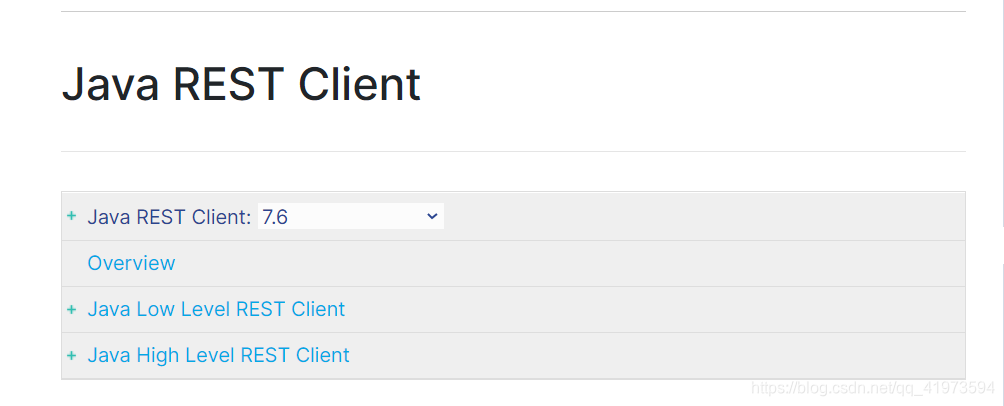 Java REST Client
+ Java REST Client: 7.6
Overview
+ Java Low Level REST Client
+ Java High Level REST Client
https://blog.csdn.net/qq_41973594